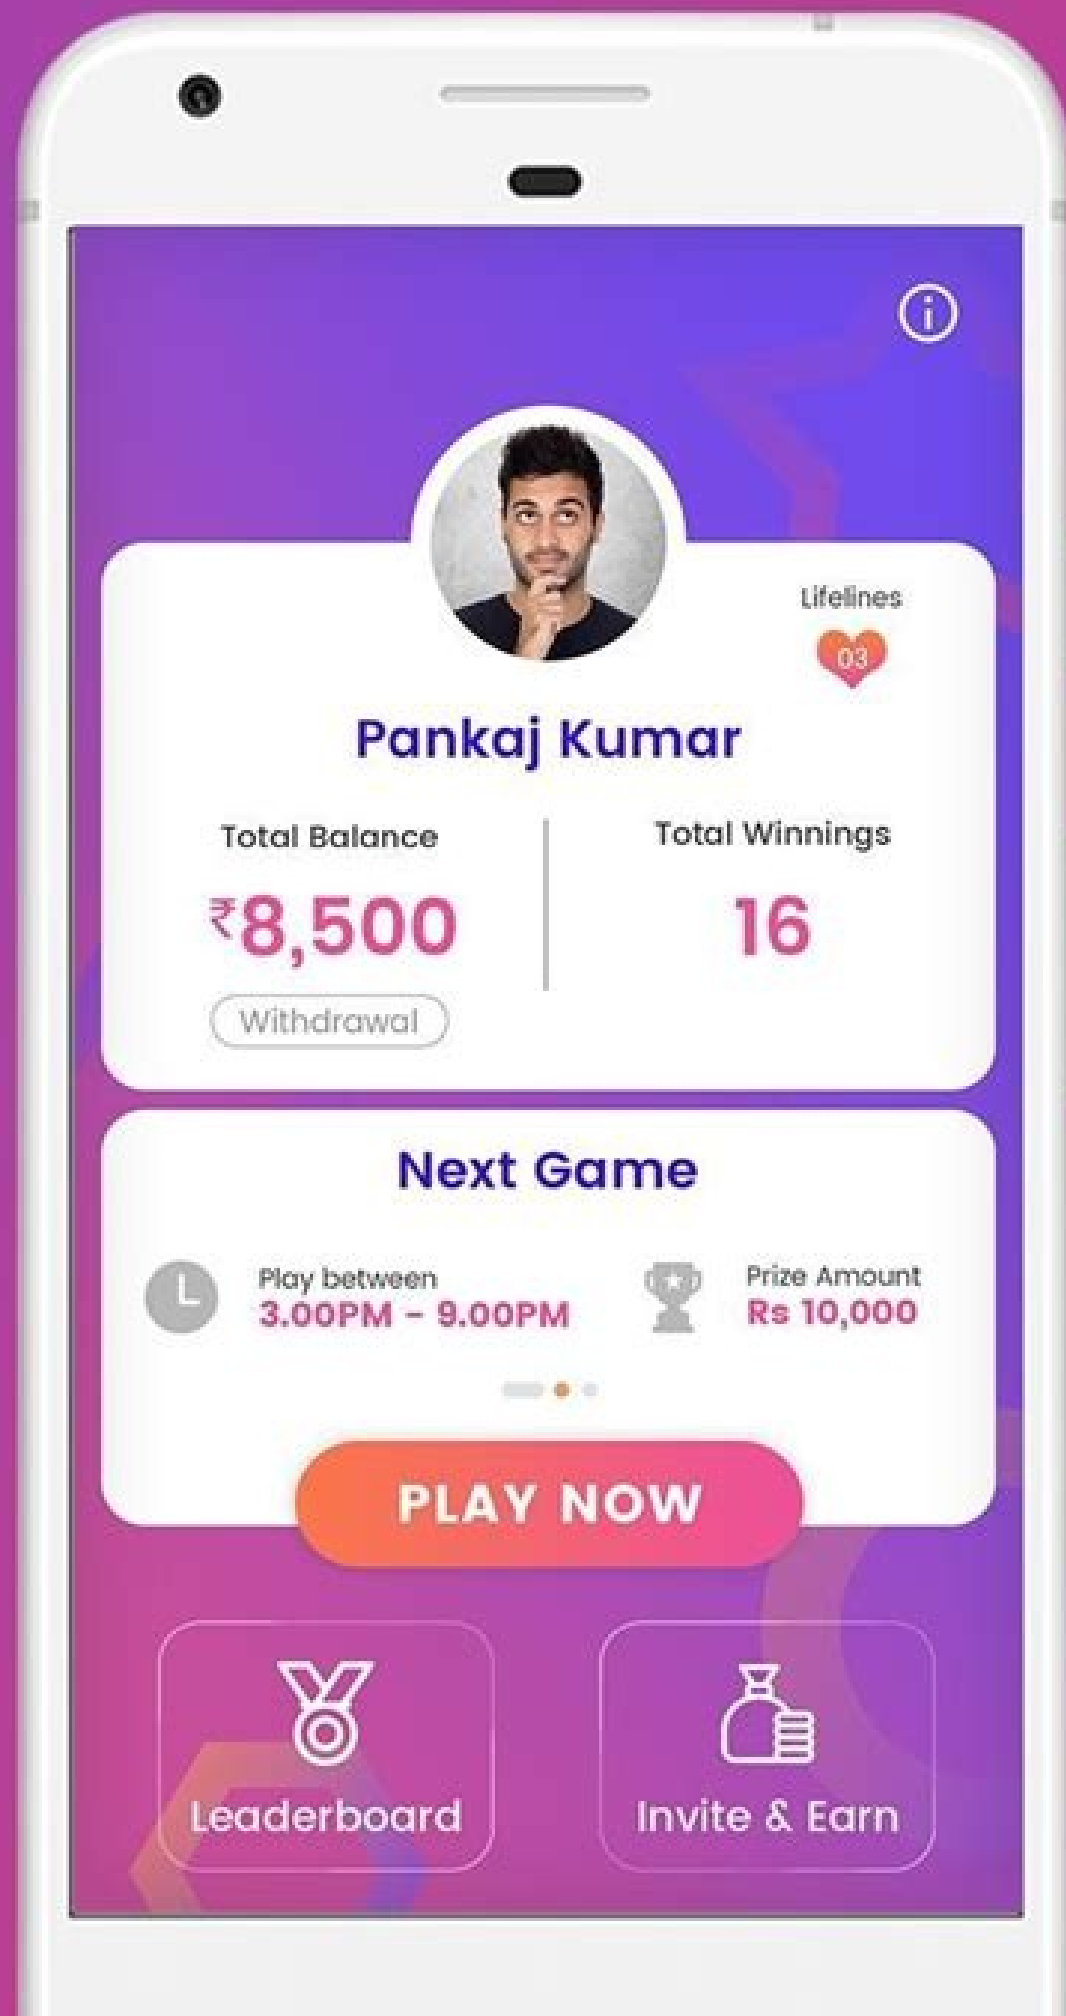 Lifelines
03
Pankaj Kumar
Total Balance
Total Winnings
₹8,500
16
Withdrawal
Next Game
Play between
3.00PM - 9.00PM
Prize Amount
Rs 10,000
PLAY NOW
Leaderboard
Invite & Earn